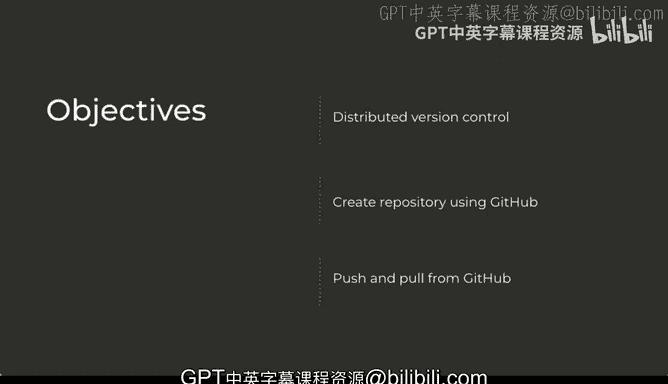 GPT中英字幕课程资源@bilibili.com
GPT中英字幕课程资源 bilibili
Objectives
Distributed version control
Create repository using GitHub
Push and pull from GitHub
GPT中英字幕课程资源@bilibili.com